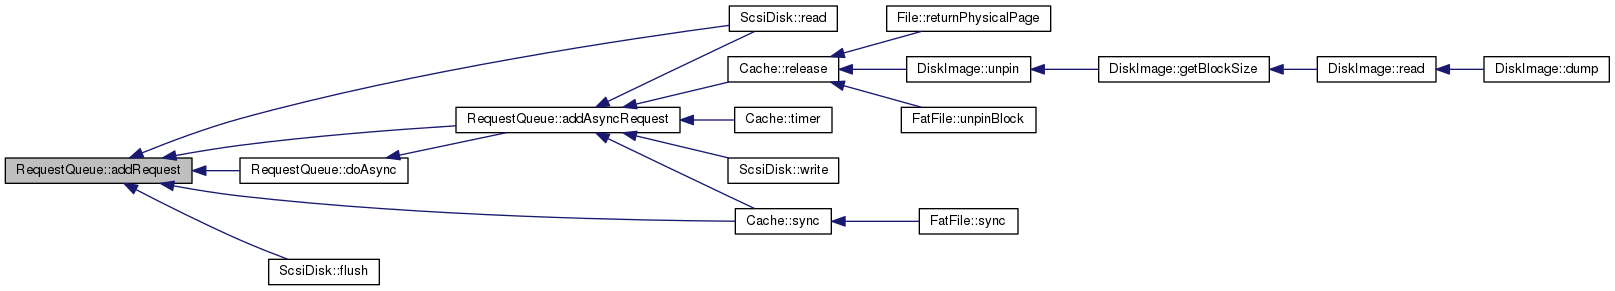 ScsiDisk::read
File::returnPhysicalPage
Cache::release
DiskImage::unpin
DiskImage::getBlockSize
DiskImage::read
DiskImage::dump
RequestQueue::addAsyncRequest
Cache::timer
FatFile::unpinBlock
RequestQueue::addRequest
RequestQueue::doAsync
ScsiDisk::write
Cache::sync
FatFile::sync
ScsiDisk::flush